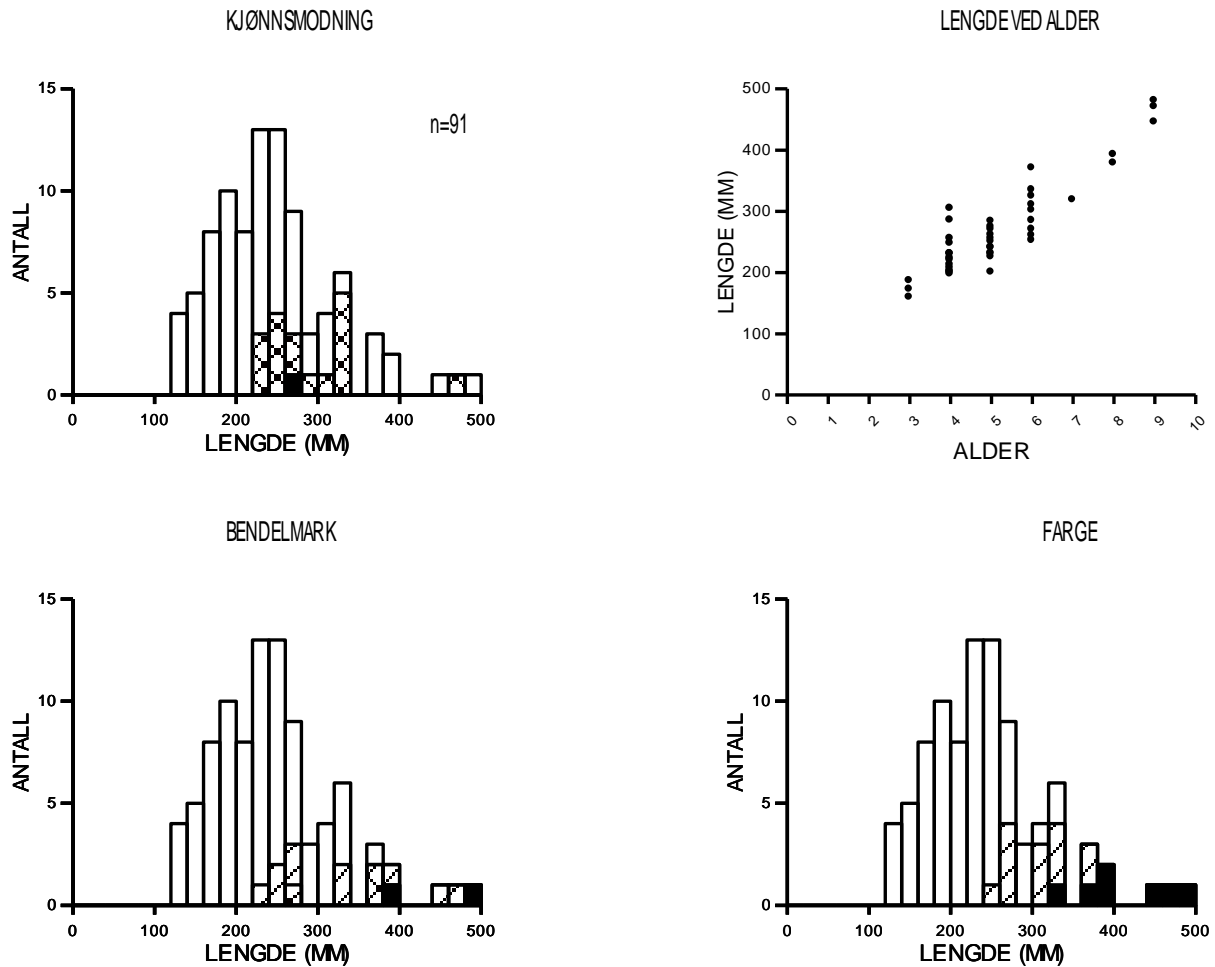 KJØNNSMODNING
15
10
5
0
ANTALL
n=91
0 100 200 300 400 500
LENGDE (MM)
LENGDE VED ALDER
500
400
300
200
100
0
LENGDE (MM)
0 1 2 3 4 5 6 7 8 9 10
ALDER
BENDELMARK
15
10
5
0
ANTALL
0 100 200 300 400 500
LENGDE (MM)
FARGE
15
10
5
0
ANTALL
0 100 200 300 400 500
LENGDE (MM)